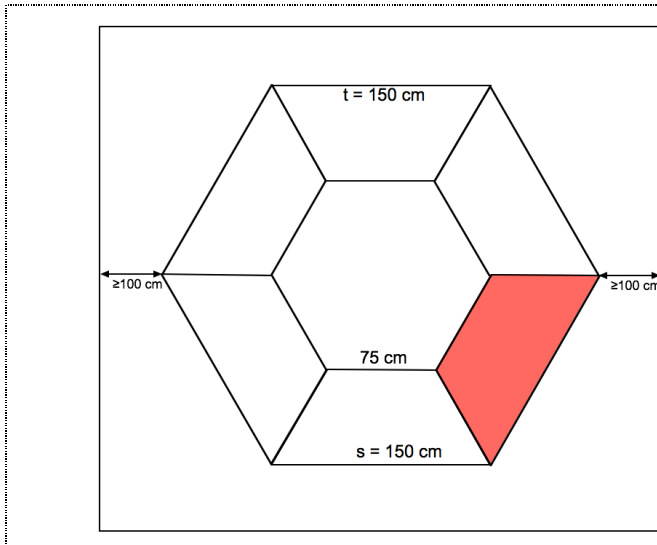 t = 150 cm
≥100 cm
≥100 cm
75 cm
s = 150 cm